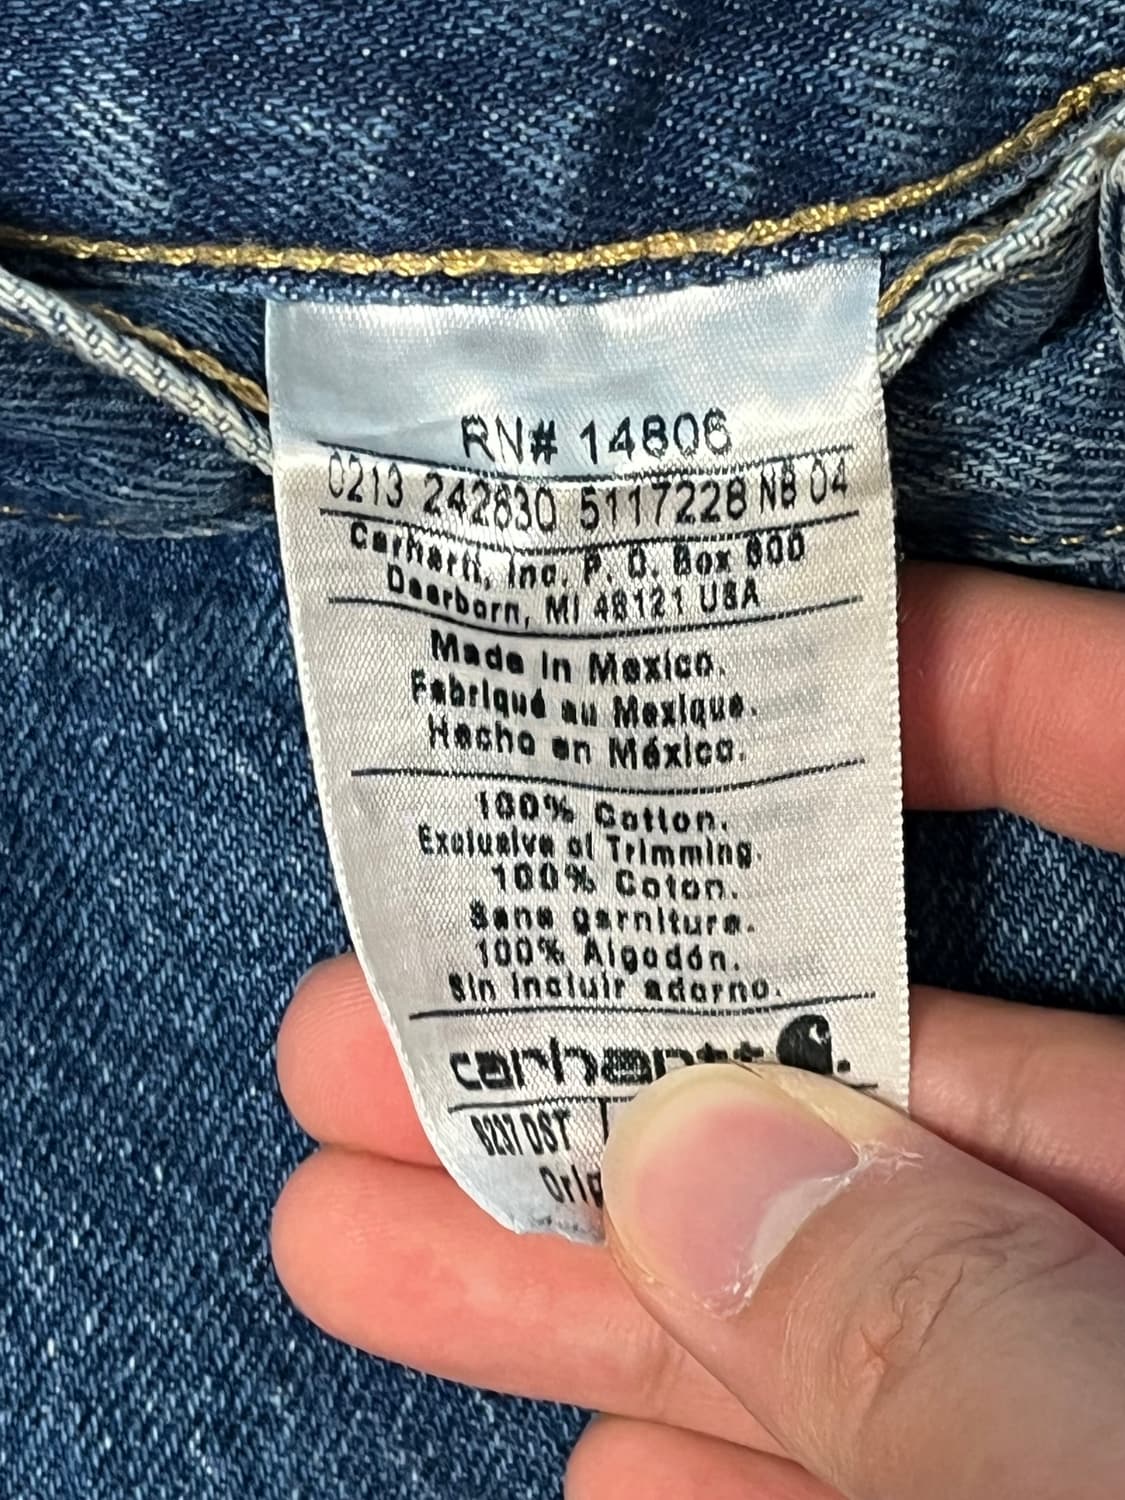 RN# 14806
0213 242830 5117228 NB 04
Carhartt, Inc. P. O. Box 600
Dearborn, MI 48121 USA
Made in Mexico.
Fabriqué au Mexique.
Hecho en México.
100% Cotton.
Exclusive of Trimming.
100% Coton.
Sans garniture.
100% Algodón.
Sin incluir adorno.
carhartt.
B237 DST
Orig